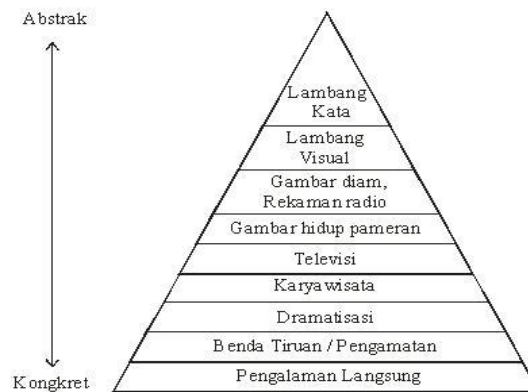 Abstrak
Lambang
Kata
Lambang
Visual
Gambar diam,
Rekaman radio
Gambar hidup pameran
Televisi
Karyawisata
Dramatisasi
Benda Tiruan / Pengamatan
Pengalaman Langsung
Kongkret